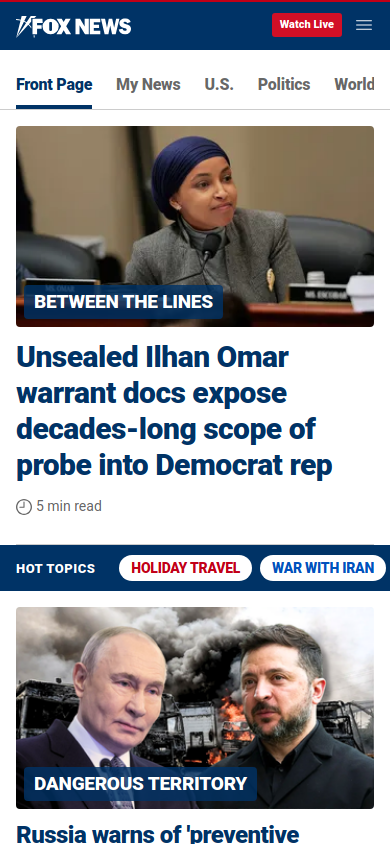 FOX NEWS
Watch Live
Front Page My News U.S. Politics World
MS. ESCOBAR
BETWEEN THE LINES
Unsealed Ilhan Omar
warrant docs expose
decades-long scope of
probe into Democrat rep
5 min read
HOT TOPICS HOLIDAY TRAVEL WAR WITH IRAN
DANGEROUS TERRITORY
Russia warns of 'preventive